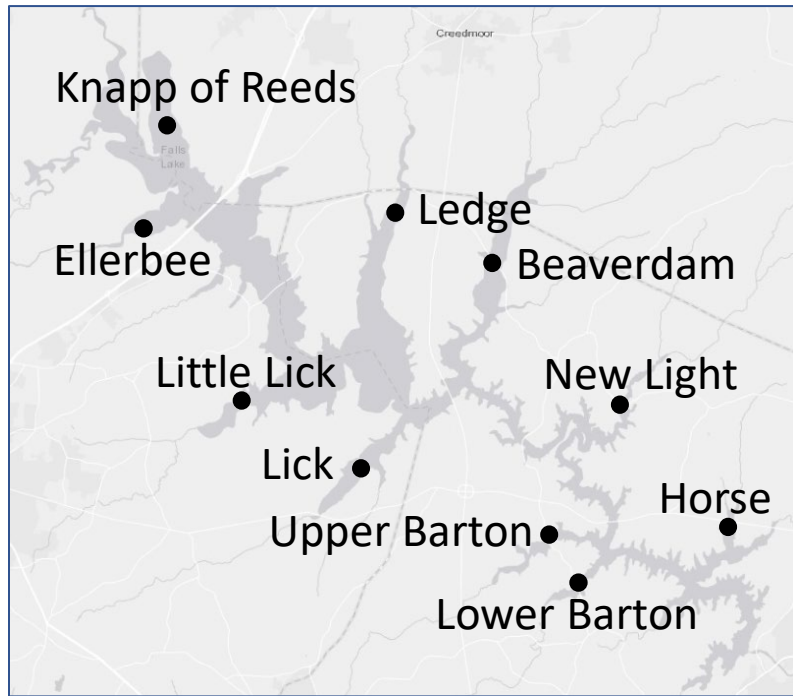 Creedmoor
Knapp of Reeds
Falls
Lake
Ledge
Ellerbee
Beaverdam
Little Lick
New Light
Lick
Horse
Upper Barton
Lower Barton